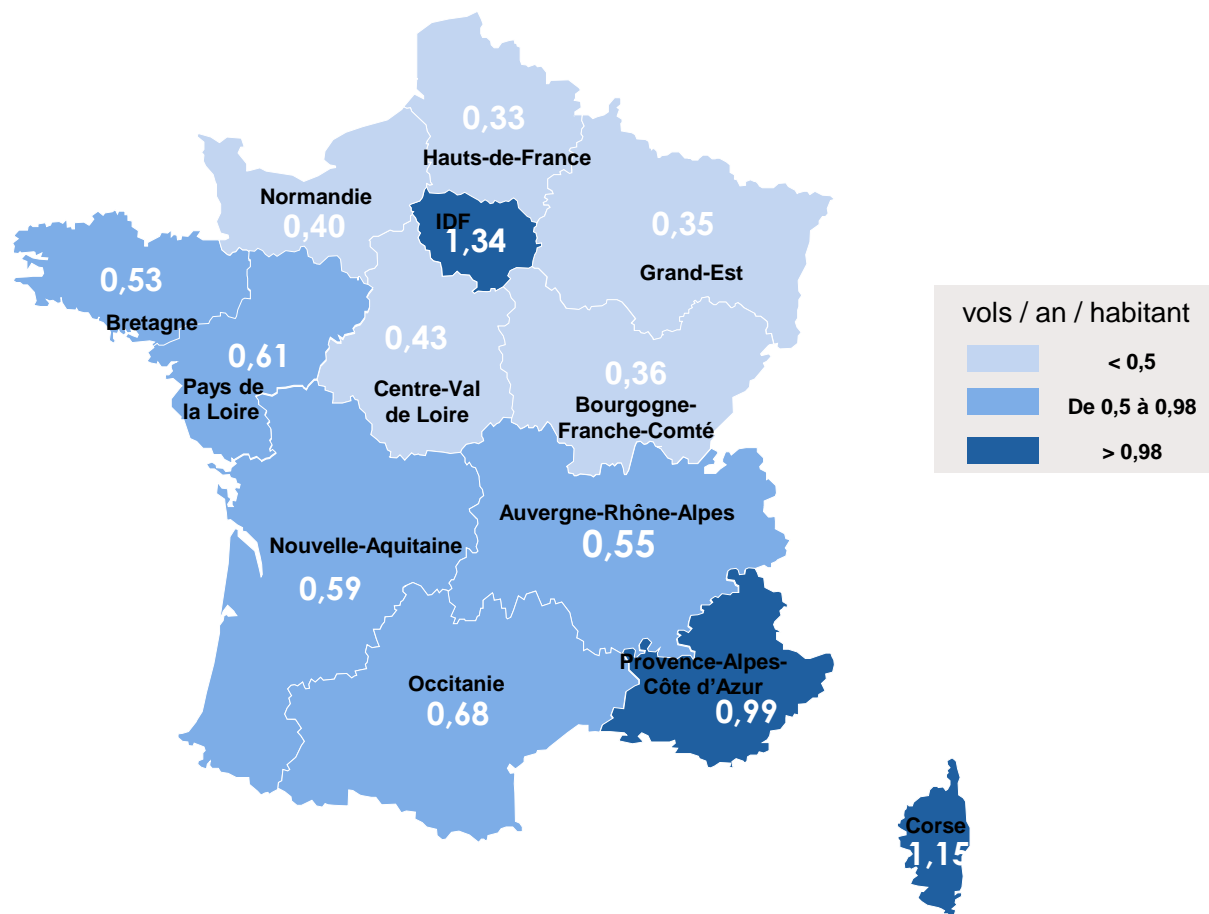 0,33
Hauts-de-France
Normandie
0,40
IDF
1,34
0,35
Grand-Est
0,53
Bretagne
0,61
Pays de
la Loire
0,43
Centre-Val
de Loire
0,36
Bourgogne-
Franche-Comté
vols / an / habitant
< 0,5
De 0,5 à 0,98
> 0,98
Auvergne-Rhône-Alpes
0,55
Nouvelle-Aquitaine
0,59
Occitanie
0,68
Provence-Alpes-
Côte d’Azur
0,99
Corse
1,15